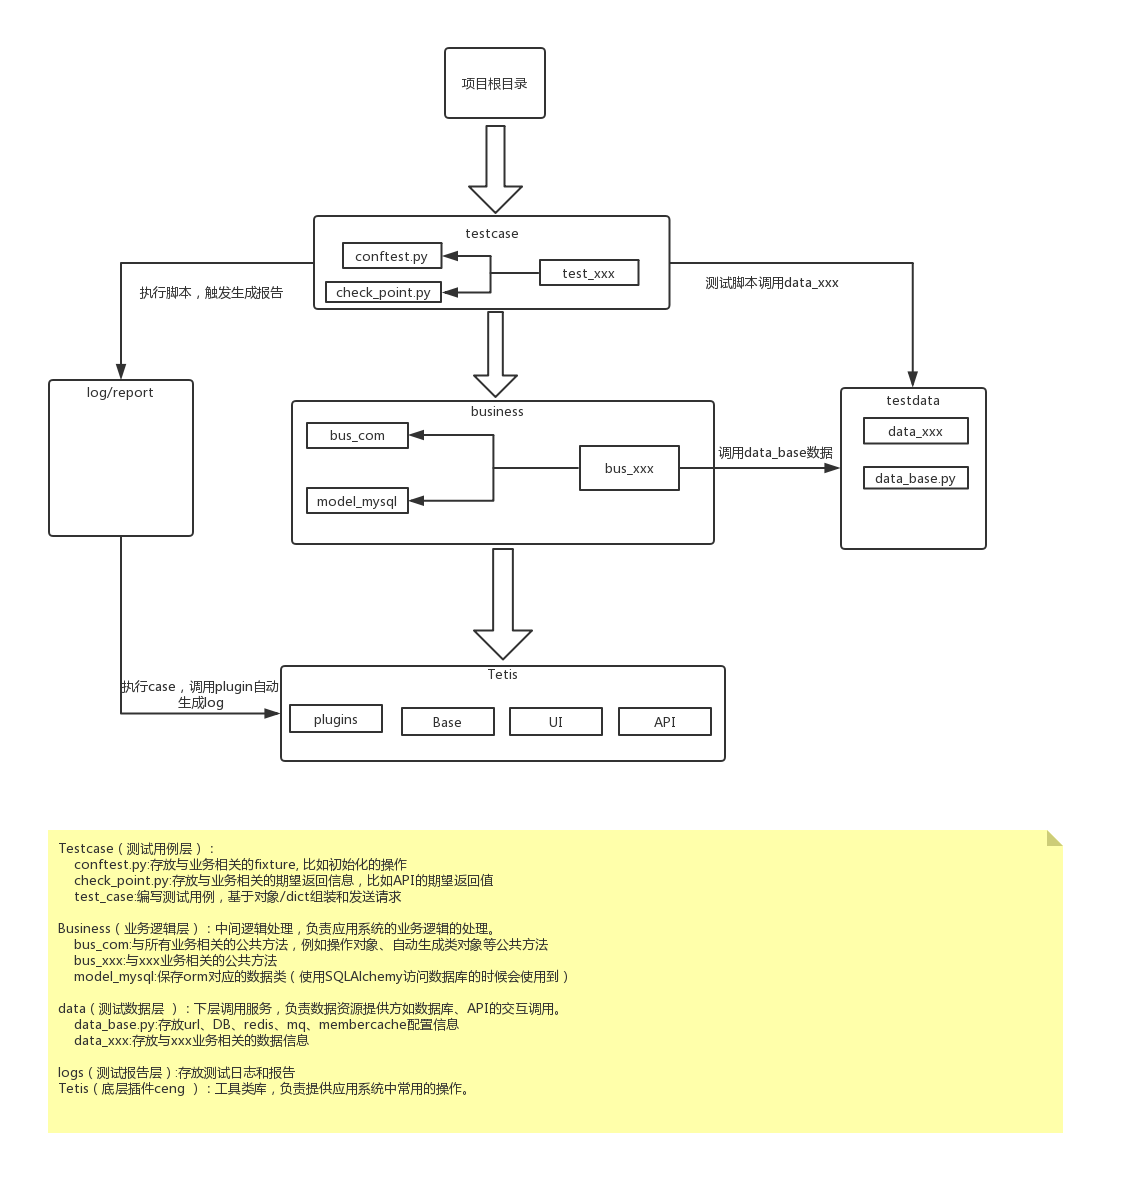 项目根目录
testcase
conftest.py
test_xxx
check_point.py
执行脚本，触发生成报告
测试脚本调用data_xxx
log/report
business
bus_com
bus_xxx
model_mysql
调用data_base数据
testdata
data_xxx
data_base.py
执行case，调用plugin自动
生成log
Tetis
plugins
Base
UI
API
Testcase（测试用例层）：
conftest.py:存放与业务相关的fixture, 比如初始化的操作
check_point.py:存放与业务相关的期望返回信息，比如API的期望返回值
test_case:编写测试用例，基于对象/dict组装和发送请求
Business（业务逻辑层）：中间逻辑处理，负责应用系统的业务逻辑的处理。
bus_com:与所有业务相关的公共方法，例如操作对象、自动生成类对象等公共方法
bus_xxx:与xxx业务相关的公共方法
model_mysql:保存orm对应的数据类（使用SQLAlchemy访问数据库的时候会使用到）
data（测试数据层 ）：下层调用服务，负责数据资源提供方如数据库、API的交互调用。
data_base.py:存放url、DB、redis、mq、membercache配置信息
data_xxx:存放与xxx业务相关的数据信息
logs（测试报告层）:存放测试日志和报告
Tetis（底层插件ceng ）：工具类库，负责提供应用系统中常用的操作。